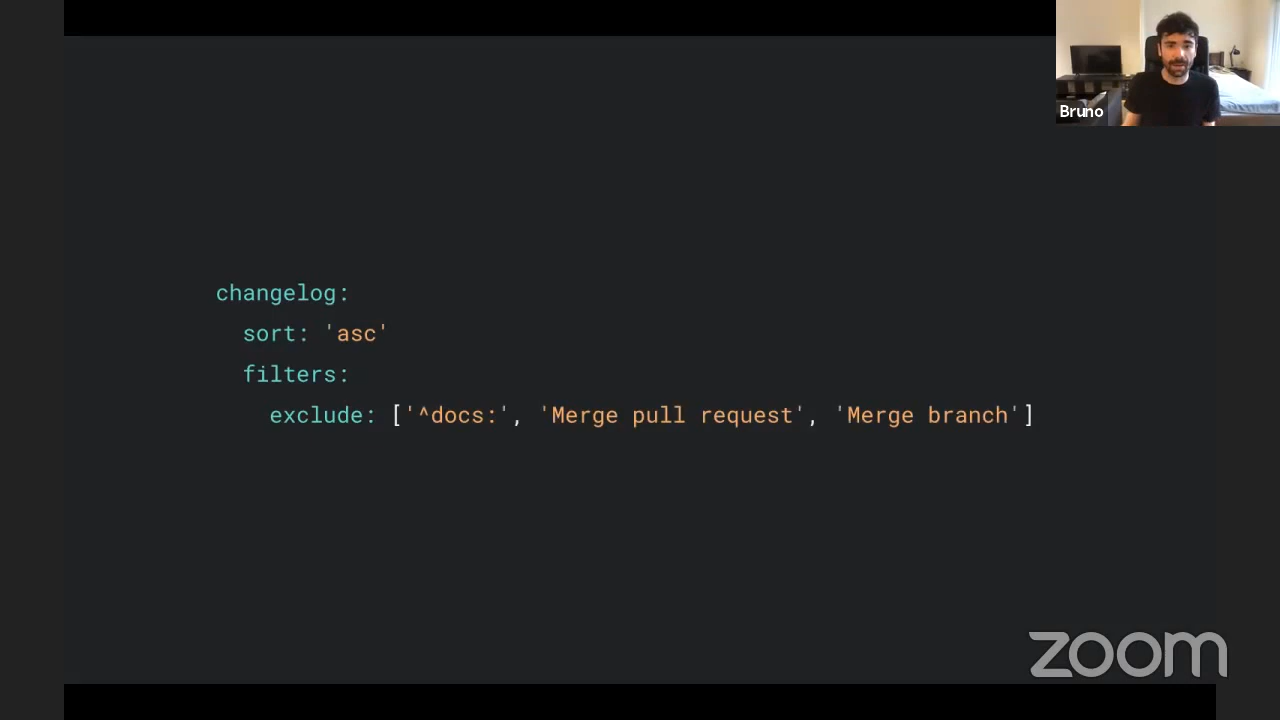 Bruno
changelog:
  sort: 'asc'
  filters:
    exclude: ['^docs:', 'Merge pull request', 'Merge branch']
zoom